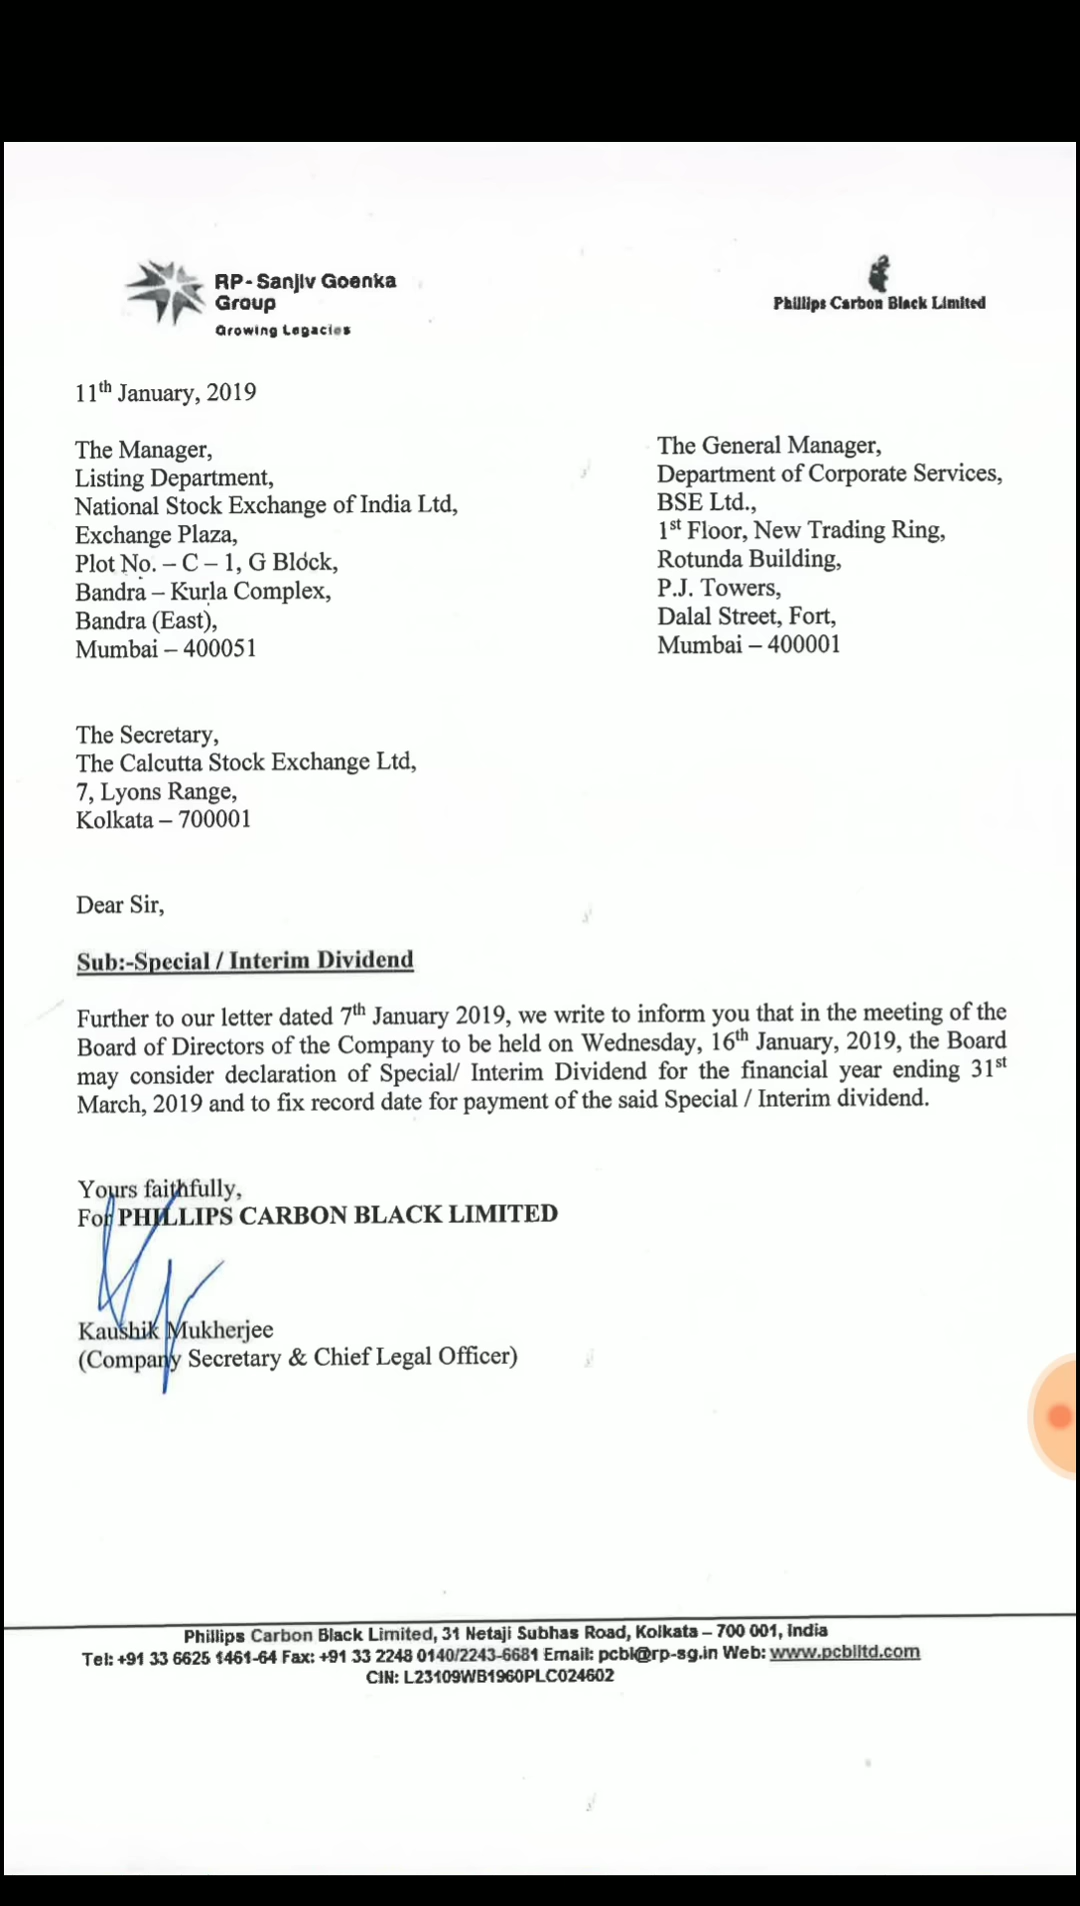 RP-Sanjiv Goenka
Group
Growing Legacies
Phillips Carbon Black Limited
11th January, 2019
The Manager,
Listing Department,
National Stock Exchange of India Ltd,
Exchange Plaza,
Plot No. – C – 1, G Block,
Bandra – Kurla Complex,
Bandra (East),
Mumbai – 400051
The General Manager,
Department of Corporate Services,
BSE Ltd.,
1st Floor, New Trading Ring,
Rotunda Building,
P.J. Towers,
Dalal Street, Fort,
Mumbai – 400001
The Secretary,
The Calcutta Stock Exchange Ltd,
7, Lyons Range,
Kolkata – 700001
Dear Sir,
Sub:-Special / Interim Dividend
Further to our letter dated 7th January 2019, we write to inform you that in the meeting of the
Board of Directors of the Company to be held on Wednesday, 16th January, 2019, the Board
may consider declaration of Special/ Interim Dividend for the financial year ending 31st
March, 2019 and to fix record date for payment of the said Special / Interim dividend.
Yours faithfully,
For PHILLIPS CARBON BLACK LIMITED
Kaushik Mukherjee
(Company Secretary & Chief Legal Officer)
Phillips Carbon Black Limited, 31 Netaji Subhas Road, Kolkata – 700 001, India
Tel: +91 33 6625 1461-64 Fax: +91 33 2248 0140/2243-6681 Email: pcbl@rp-sg.in Web: www.pcblltd.com
CIN: L23109WB1960PLC024602